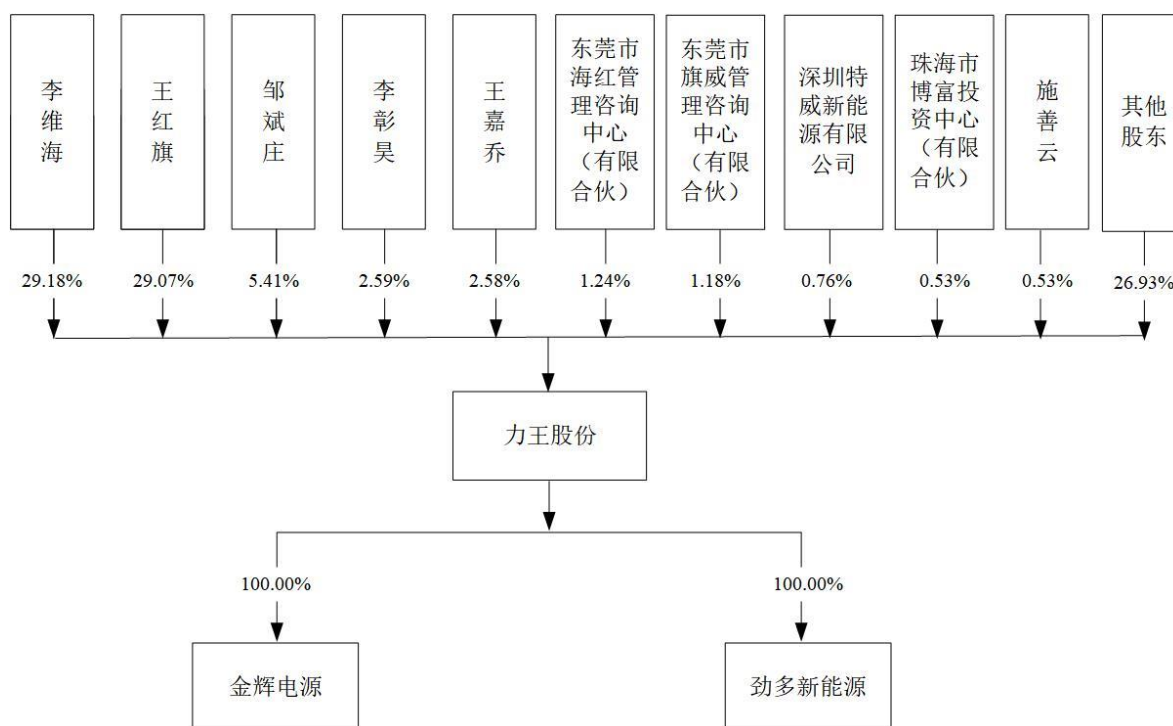 李
维
海
王
红
旗
邹
斌
庄
李
彰
昊
王
嘉
乔
东莞市
海红管
理咨询
中心
（有限
合伙）
东莞市
旗威管
理咨询
中心
（有限
合伙）
深圳特
威新能
源有限
公司
珠海市
博富投
资中心
（有限
合伙）
施
善
云
其他
股东
29.18%
29.07%
5.41%
2.59%
2.58%
1.24%
1.18%
0.76%
0.53%
0.53%
26.93%
力王股份
100.00%
100.00%
金辉电源
劲多新能源